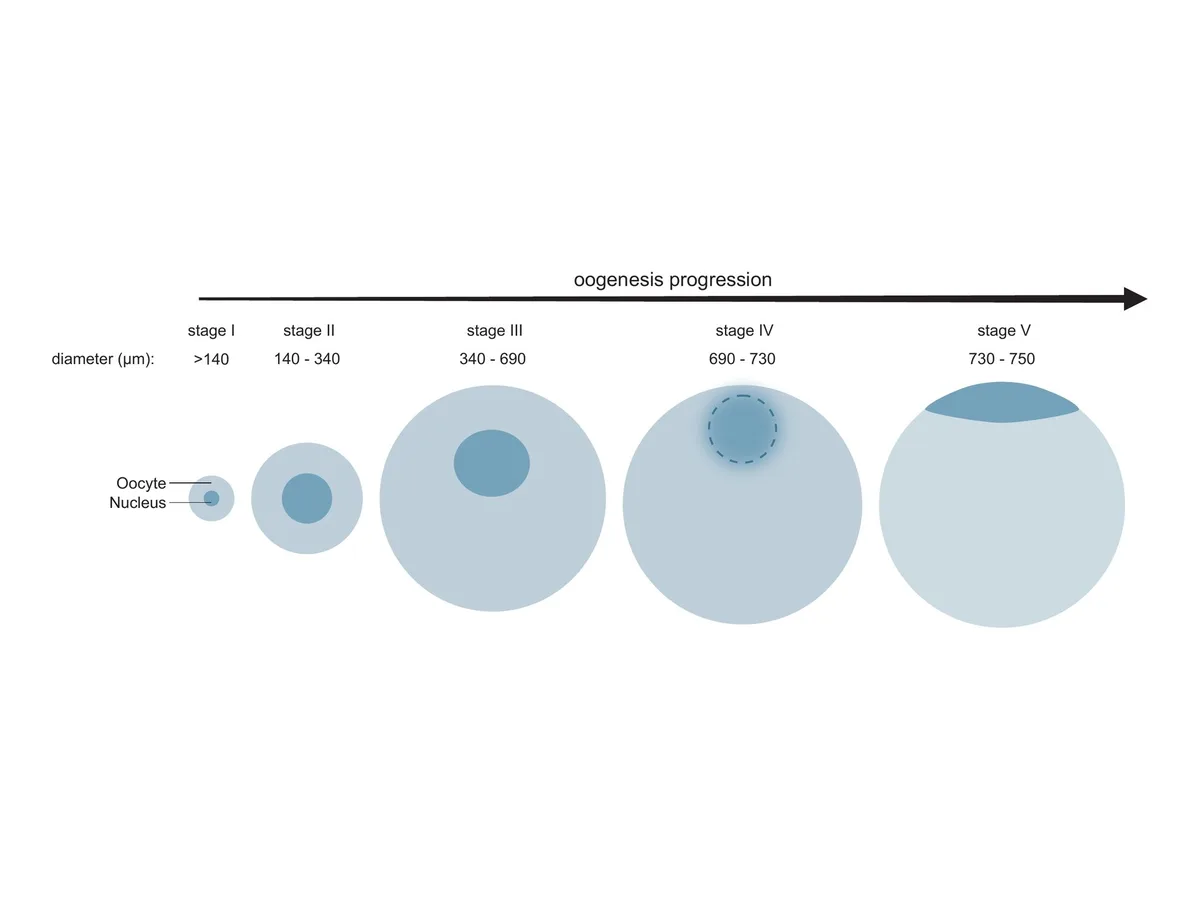 oogenesis progression
stage I stage II stage III stage IV stage V
diameter (µm): >140 140 - 340 340 - 690 690 - 730 730 - 750
Oocyte
Nucleus